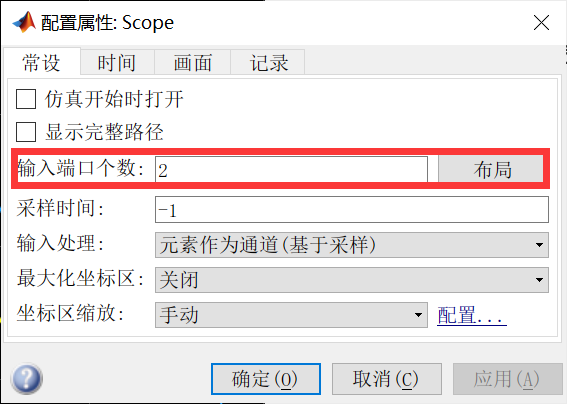 配置属性: Scope
常设 时间 画面 记录
仿真开始时打开
显示完整路径
输入端口个数: 2 布局
采样时间: -1
输入处理: 元素作为通道(基于采样)
最大化坐标区: 关闭
坐标区缩放: 手动 配置...
确定(O) 取消(C) 应用(A)